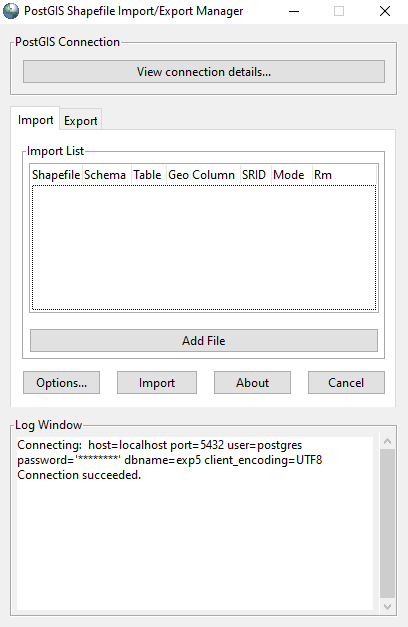 PostGIS Shapefile Import/Export Manager
PostGIS Connection
View connection details...
Import Export
Import List
Shapefile Schema Table Geo Column SRID Mode Rm
Add File
Options... Import About Cancel
Log Window
Connecting: host=localhost port=5432 user=postgres
password='********' dbname=exp5 client_encoding=UTF8
Connection succeeded.